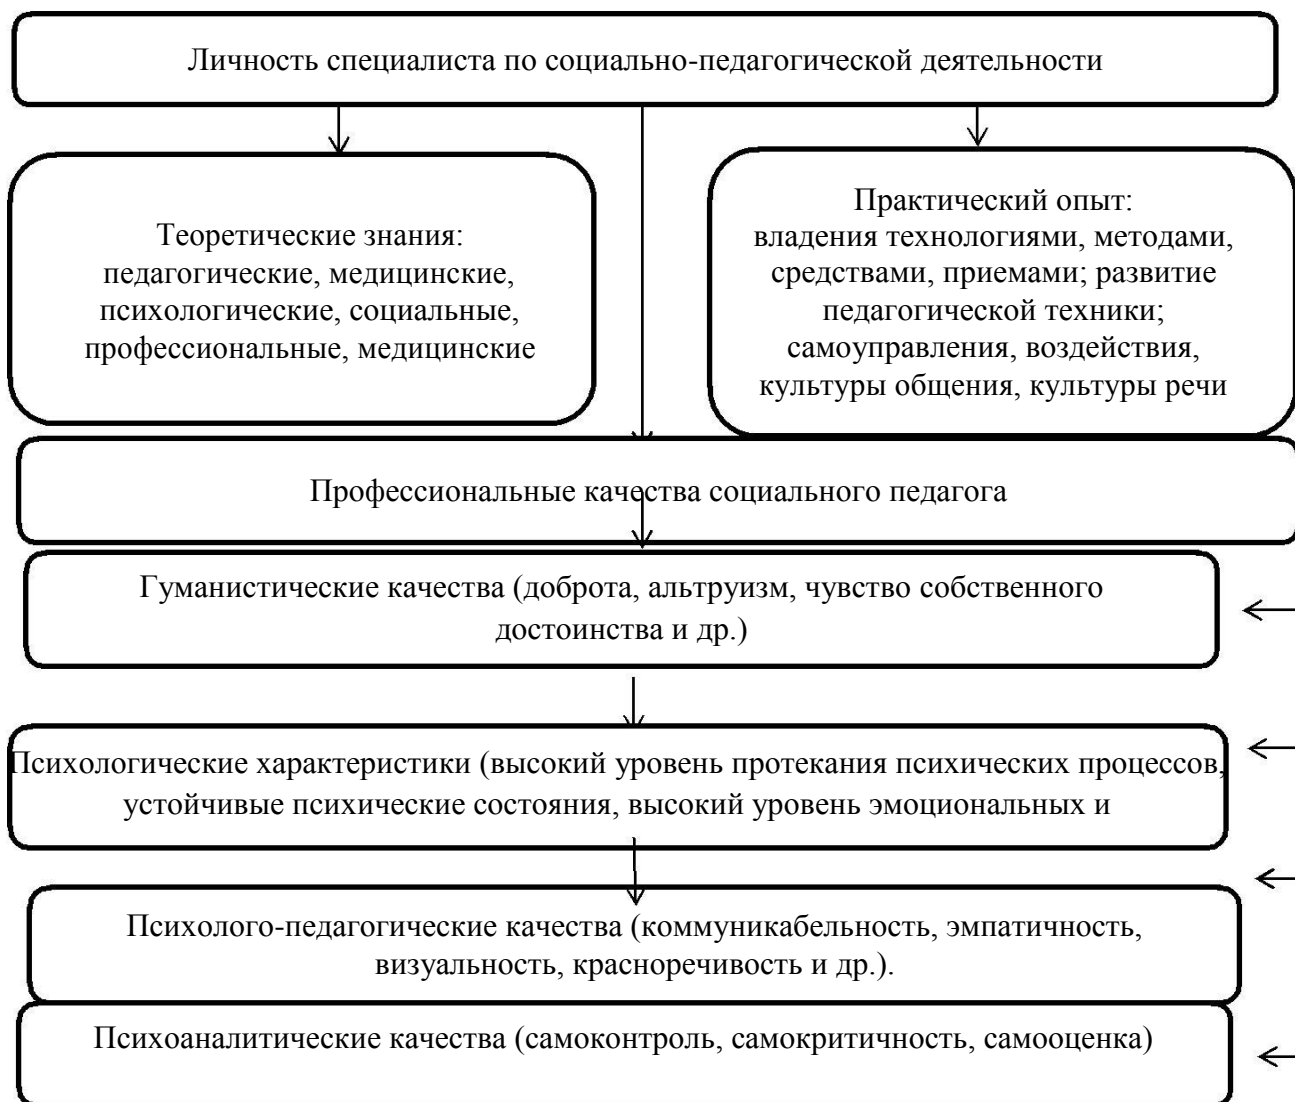 Личность специалиста по социально-педагогической деятельности
Теоретические знания:
педагогические, медицинские,
психологические, социальные,
профессиональные, медицинские
Практический опыт:
владения технологиями, методами,
средствами, приемами; развитие
педагогической техники;
самоуправления, воздействия,
культуры общения, культуры речи
Профессиональные качества социального педагога
Гуманистические качества (доброта, альтруизм, чувство собственного
достоинства и др.)
Психологические характеристики (высокий уровень протекания психических процессов,
устойчивые психические состояния, высокий уровень эмоциональных и
Психолого-педагогические качества (коммуникабельность, эмпатичность,
визуальность, красноречивость и др.).
Психоаналитические качества (самоконтроль, самокритичность, самооценка)